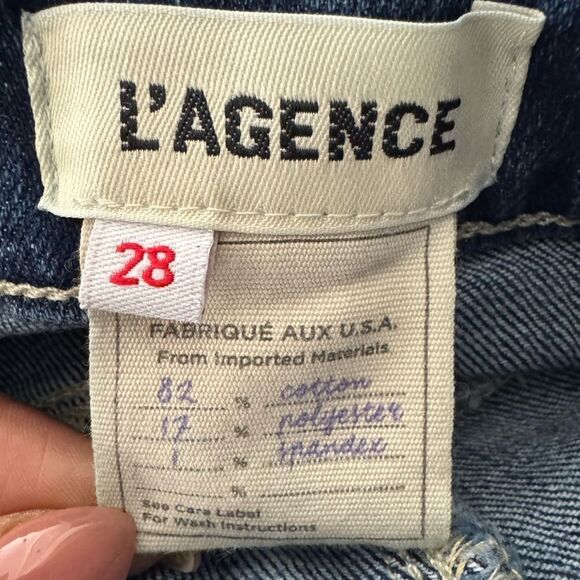 L'AGENCE
28
FABRIQUÉ AUX U.S.A.
From Imported Materials
82 % cotton
17 % polyester
1 % spandex
%
See Care Label
For Wash Instructions